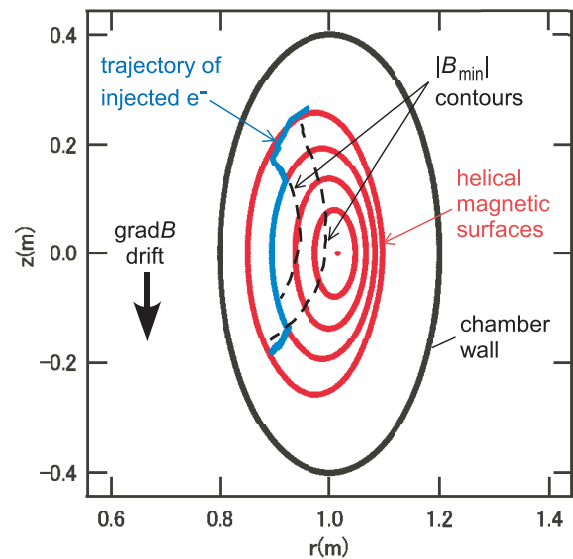 0.4
0.2
0.0
−0.2
−0.4
z(m)
0.6
0.8
1.0
1.2
1.4
r(m)
trajectory of
injected e⁻
|Bmin|
contours
helical
magnetic
surfaces
gradB
drift
chamber
wall